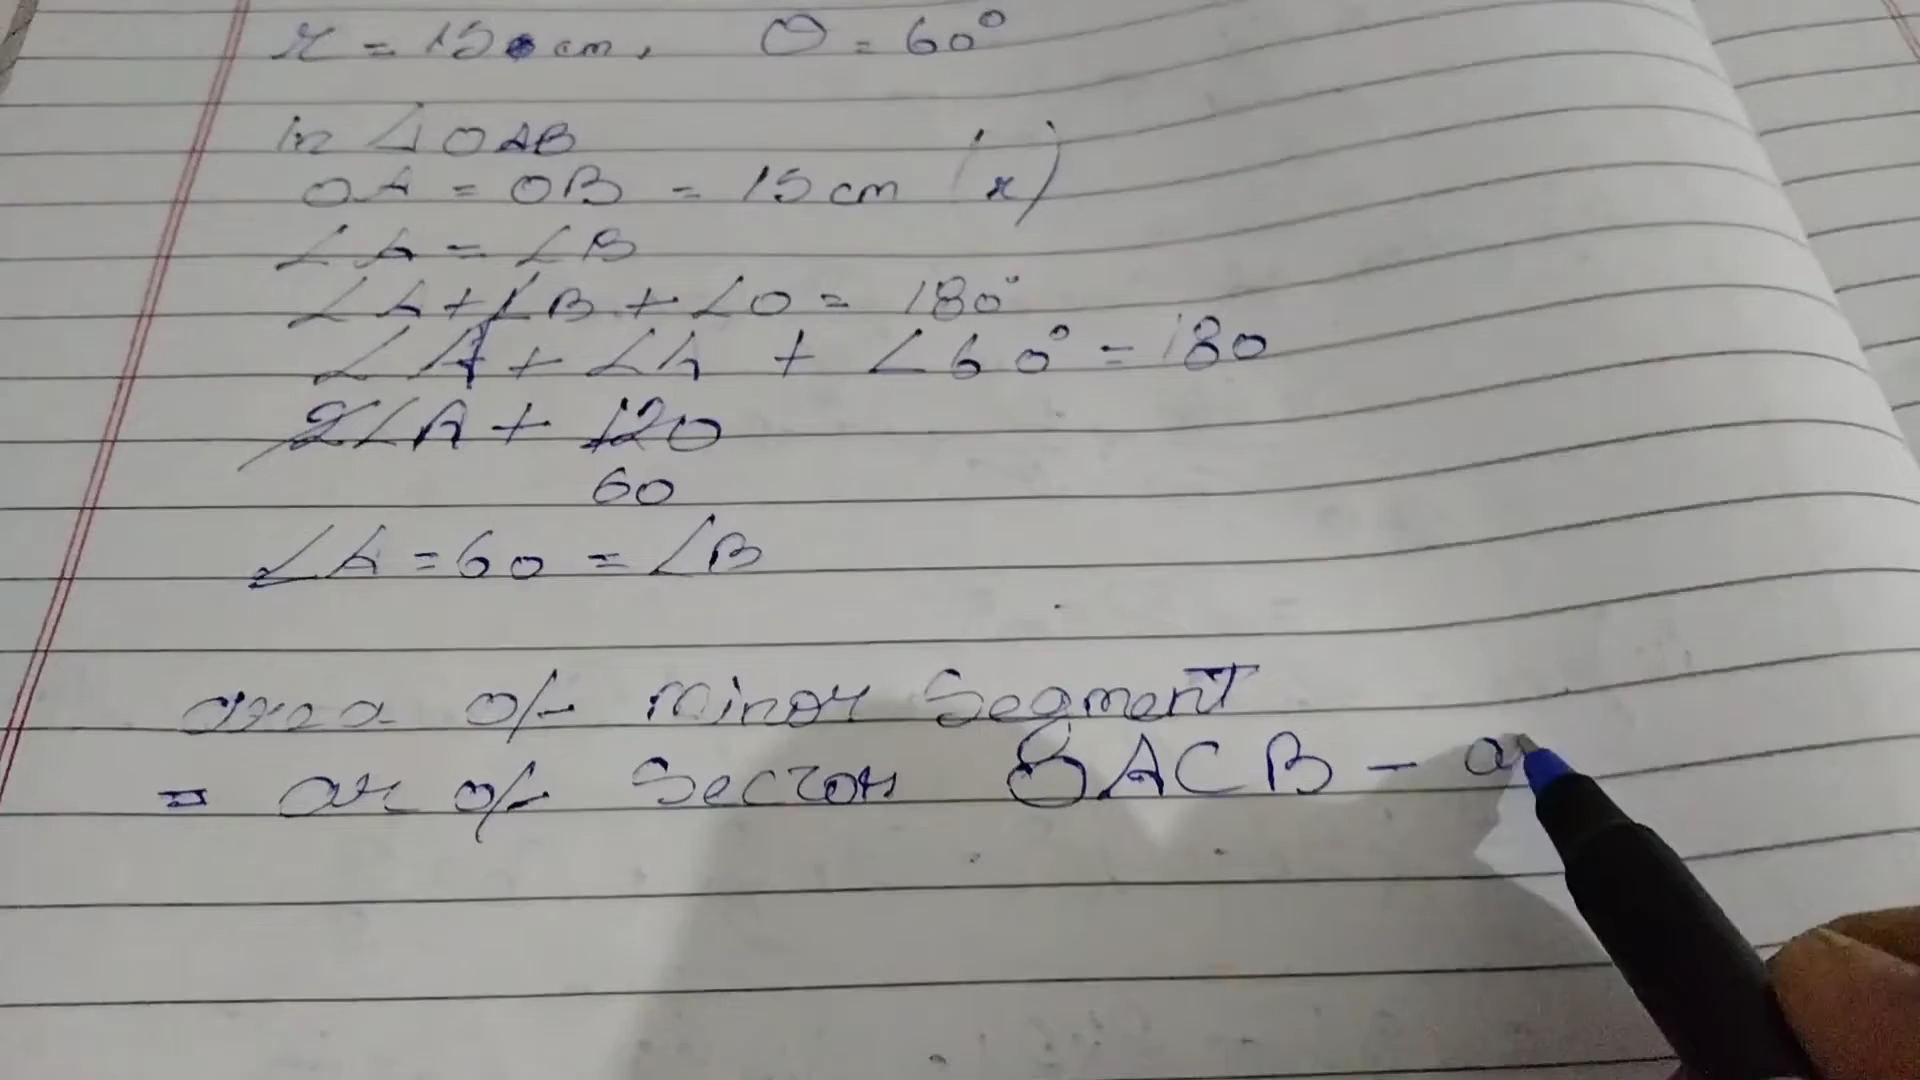 r = 15 cm, θ = 60°
in ∠OAB
OA = OB = 15 cm (r)
∠A = ∠B
∠A + ∠B + ∠O = 180°
∠A + ∠A + ∠60° = 180
2∠A + 120
60
∠A = 60 = ∠B
area of minor segment
= ar of sector OACB - a